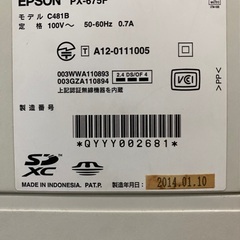 EPSON PX-675F
モデル C481B
定 格 100V～ 50-60Hz 0.7A
T A12-0111005
003WWA110893 2.4 DS/OF 4
003GZA110894
上記認証無線機器を内蔵
VCCI
>PP<
製造番号
*QYYY002681*
SD XC
MADE IN INDONESIA. PAT.P. 製造年月日: 2014.01.10